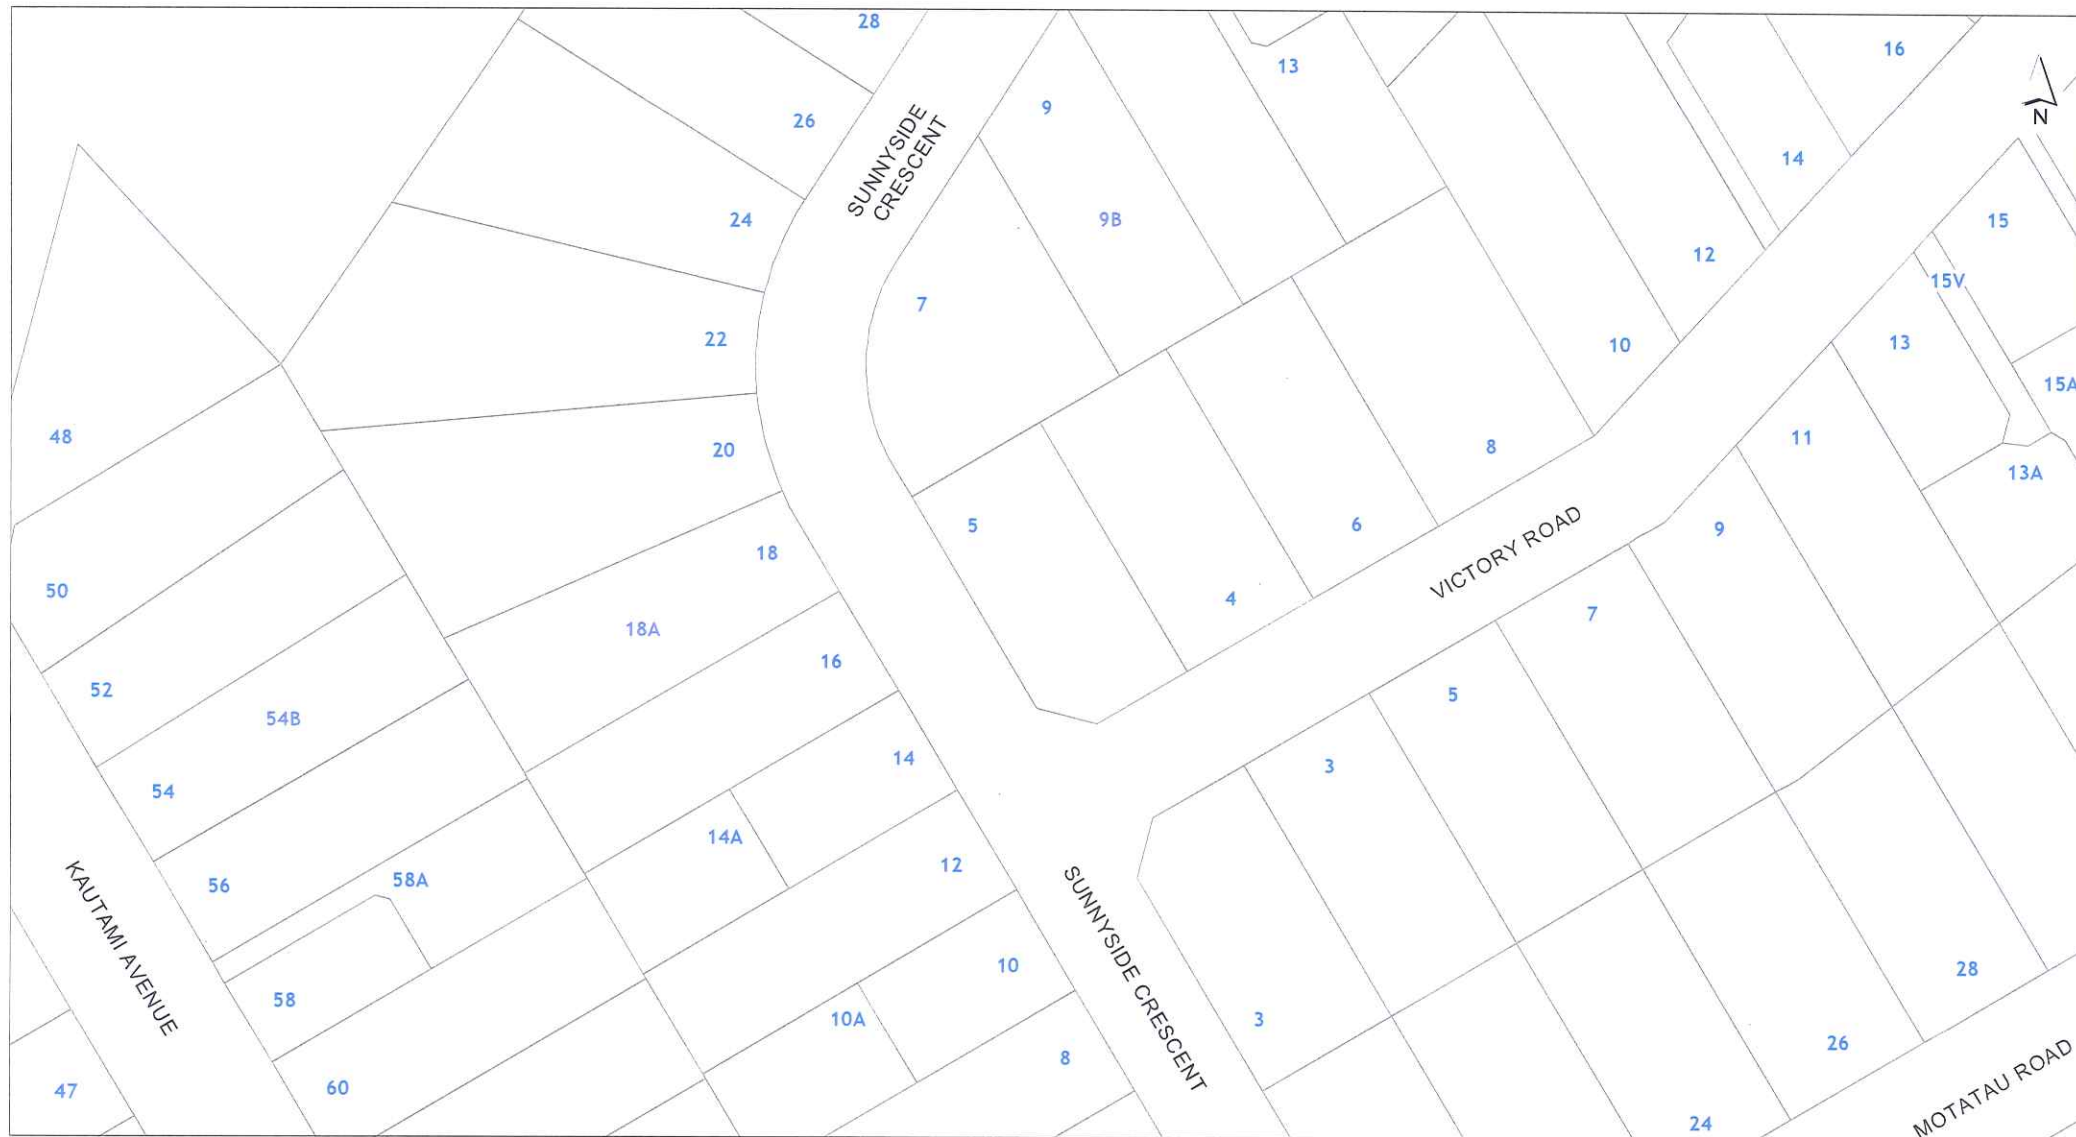 28
16
13
9
26
N
SUNNYSIDE
CRESCENT
14
24
9B
15
12
15V
7
22
10
13
15A
48
20
8
11
13A
5
6
9
VICTORY ROAD
18
50
4
7
18A
16
52
5
54B
14
3
54
14A
12
56
58A
KAUTAMI AVENUE
SUNNYSIDE CRESCENT
10
28
58
10A
3
26
8
MOTATAU ROAD
47
60
24